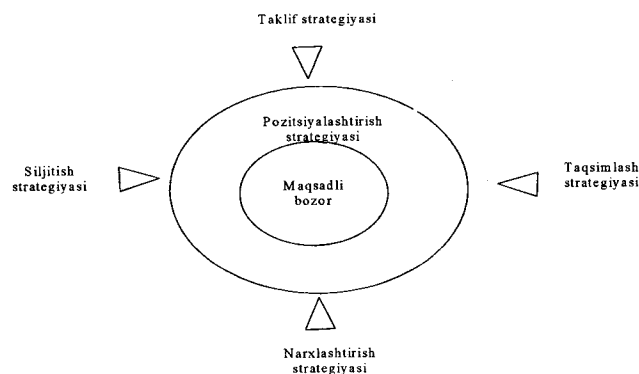 Taklif strategiyasi
Pozitsiyalashtirish
strategiyasi
Siljitish
strategiyasi
Maqsadli
bozor
Taqsimlash
strategiyasi
Narxlashtirish
strategiyasi